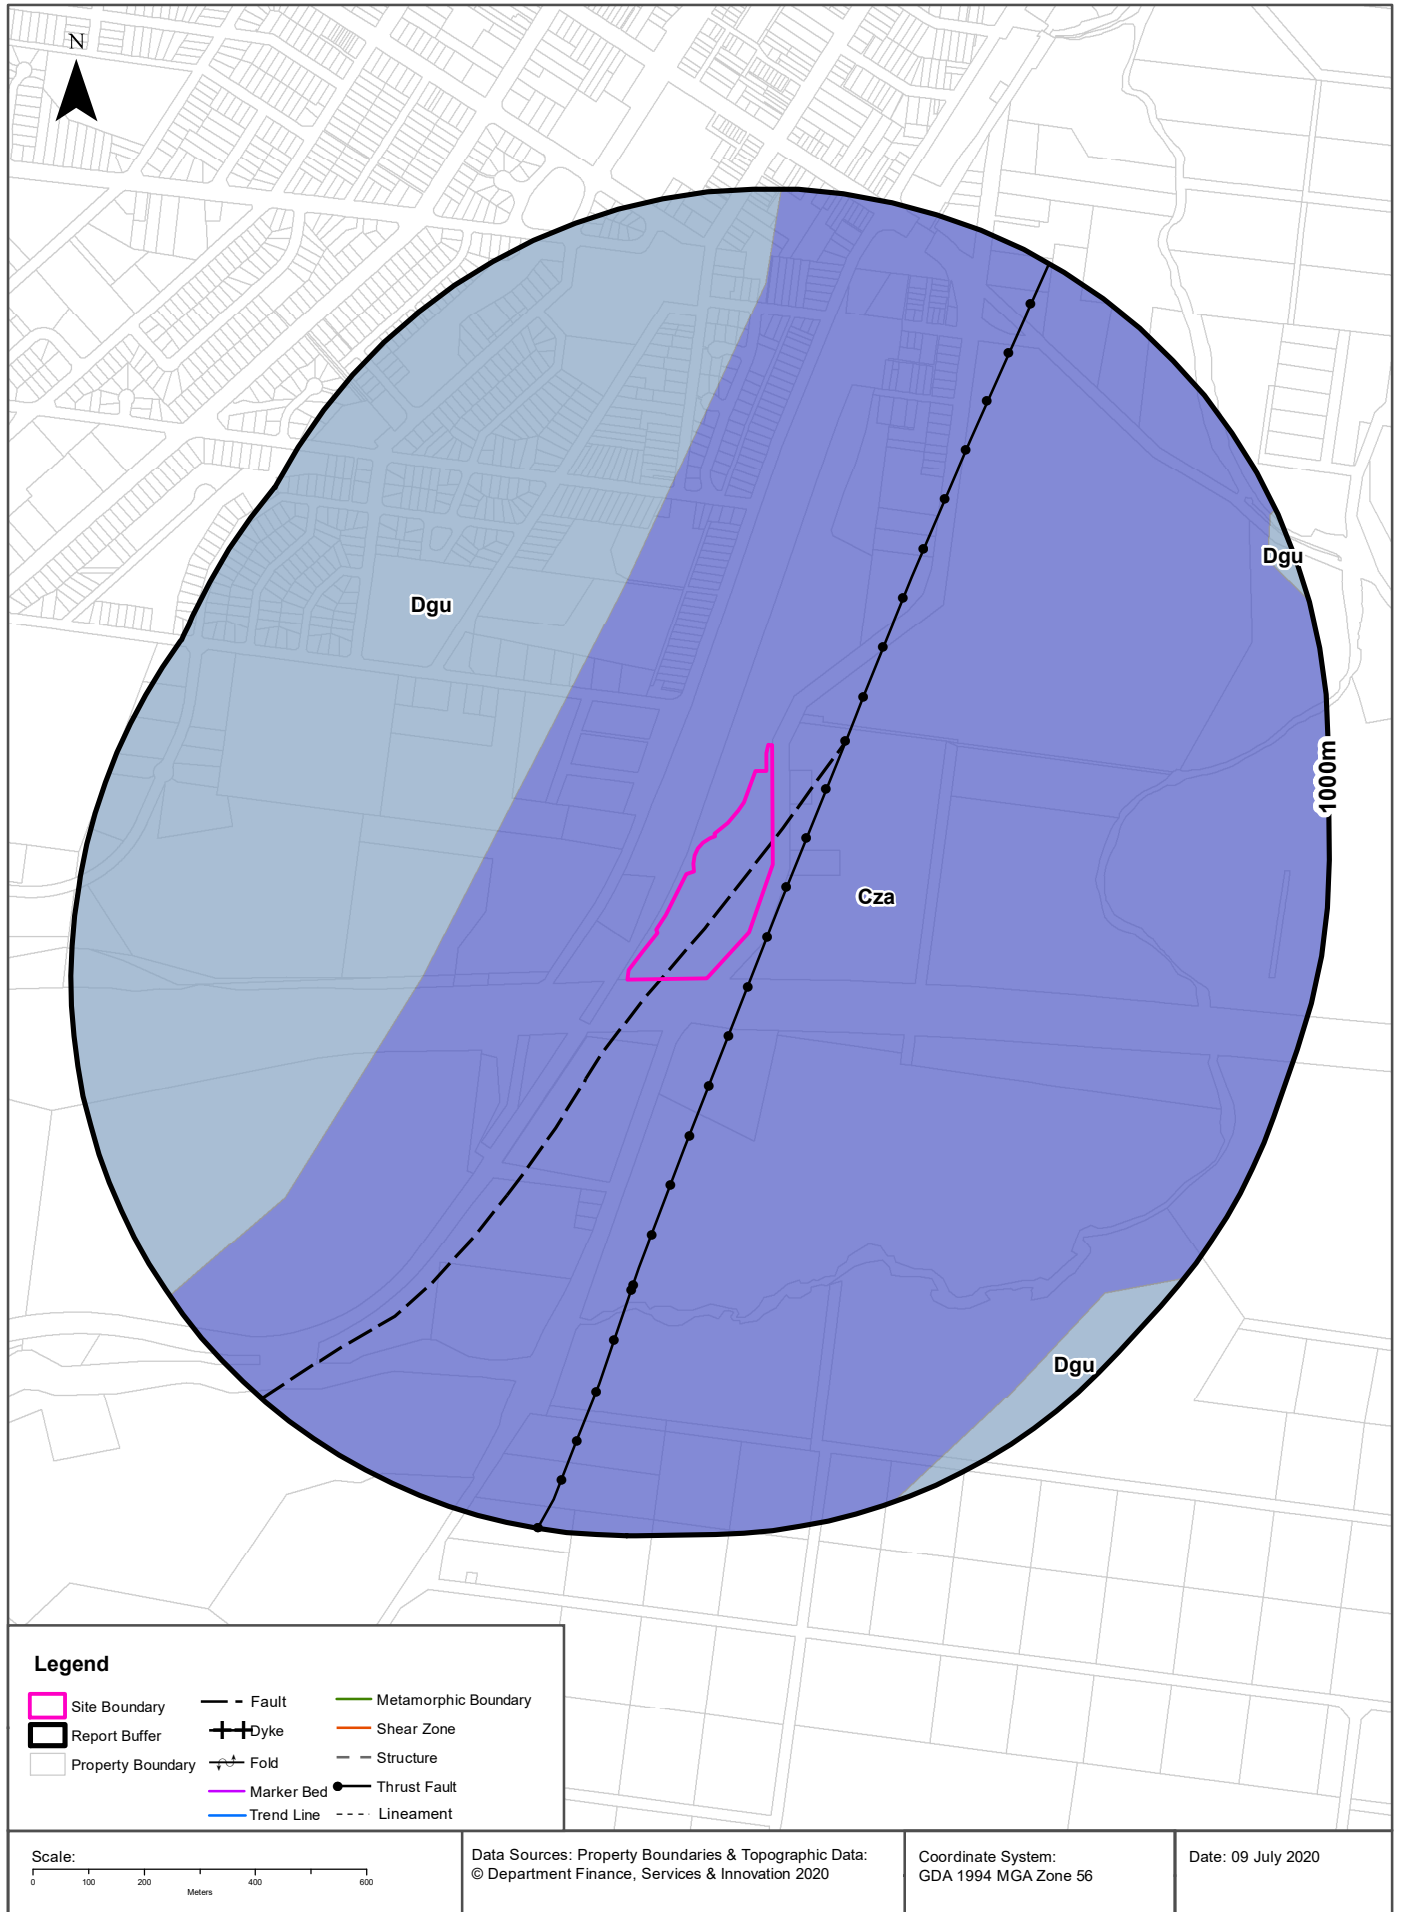 N
Dgu
Dgu
1000m
Cza
Dgu
Legend
Site Boundary
Report Buffer
Property Boundary
Fault
Dyke
Fold
Marker Bed
Trend Line
Metamorphic Boundary
Shear Zone
Structure
Thrust Fault
Lineament
Scale:
0 100 200 400 600
Meters
Data Sources: Property Boundaries & Topographic Data:
© Department Finance, Services & Innovation 2020
Coordinate System:
GDA 1994 MGA Zone 56
Date: 09 July 2020